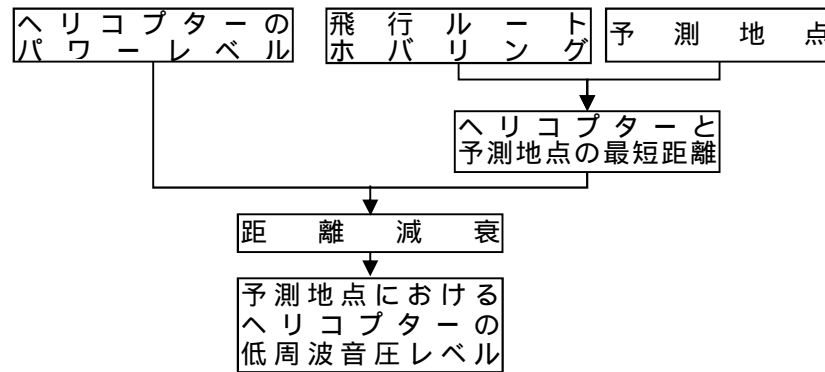 ヘリコプターの
パワーレベル
飛行ルート
ホバリング
予測地点
ヘリコプターと
予測地点の最短距離
距離減衰
予測地点における
ヘリコプターの
低周波音圧レベル